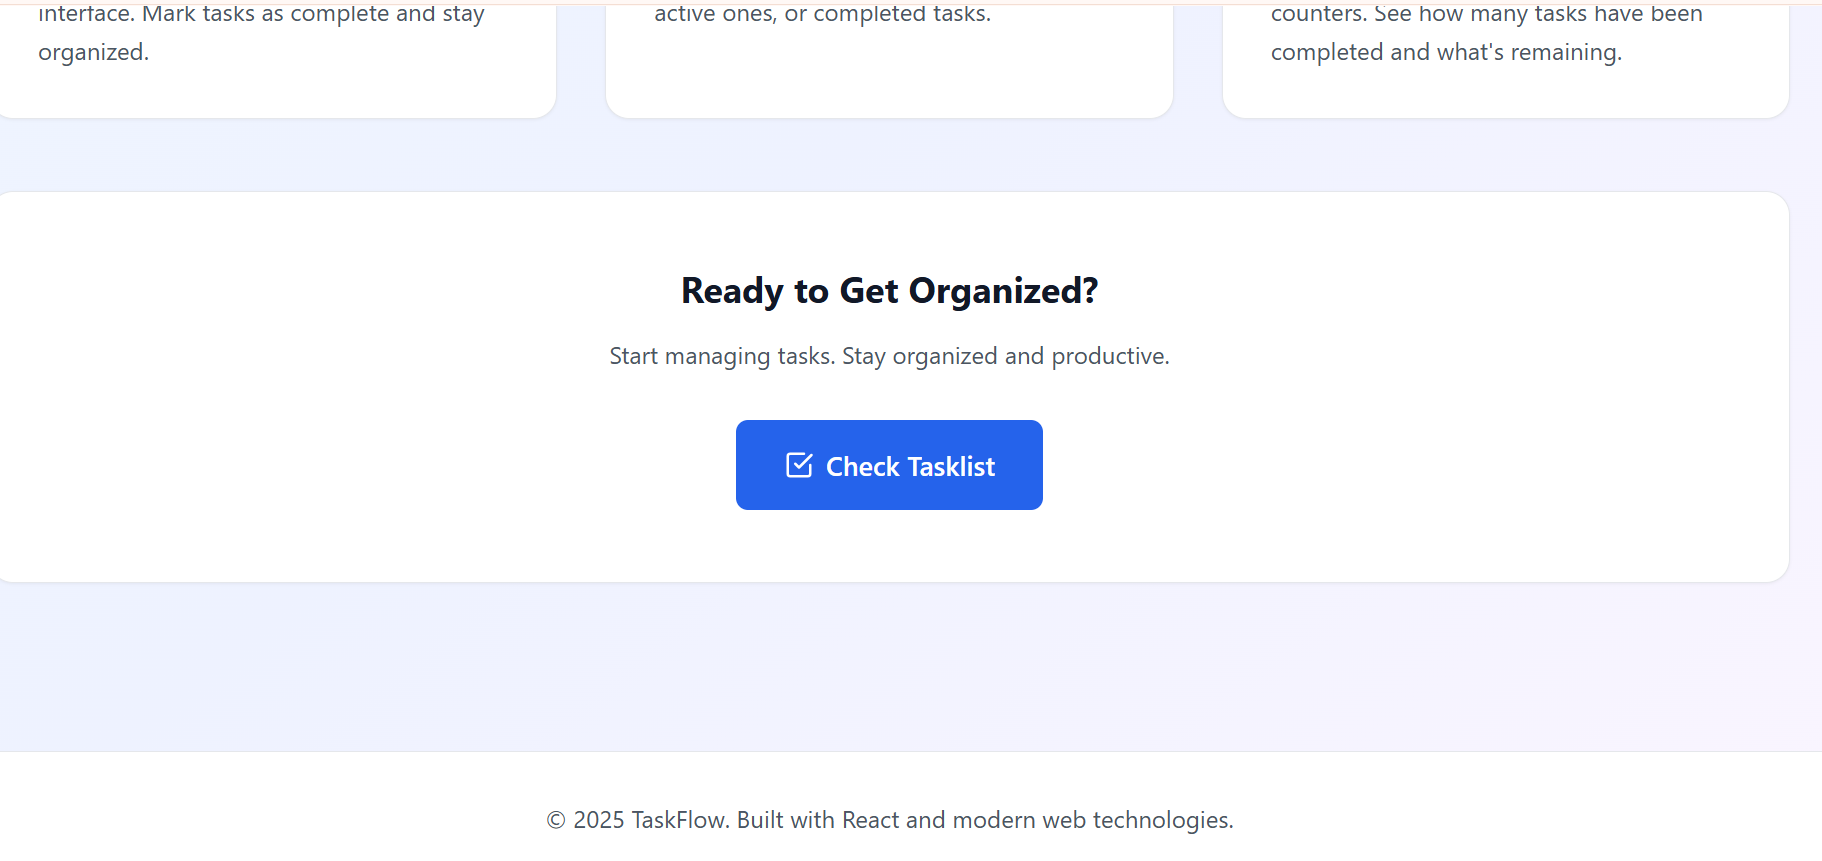 interface. Mark tasks as complete and stay
organized.
active ones, or completed tasks.
counters. See how many tasks have been
completed and what's remaining.
Ready to Get Organized?
Start managing tasks. Stay organized and productive.
Check Tasklist
© 2025 TaskFlow. Built with React and modern web technologies.